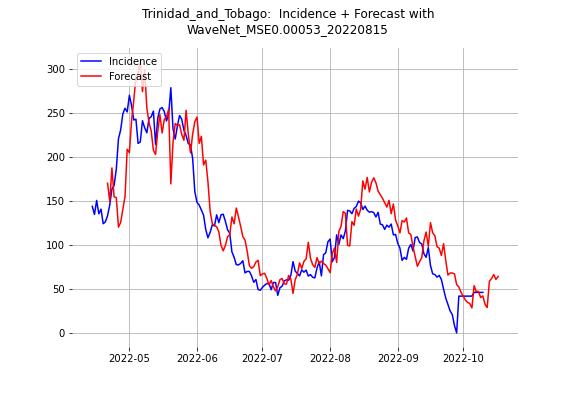 Trinidad_and_Tobago:  Incidence + Forecast with
WaveNet_MSE0.00053_20220815
Incidence
Forecast
300
250
200
150
100
50
0
2022-05 2022-06 2022-07 2022-08 2022-09 2022-10